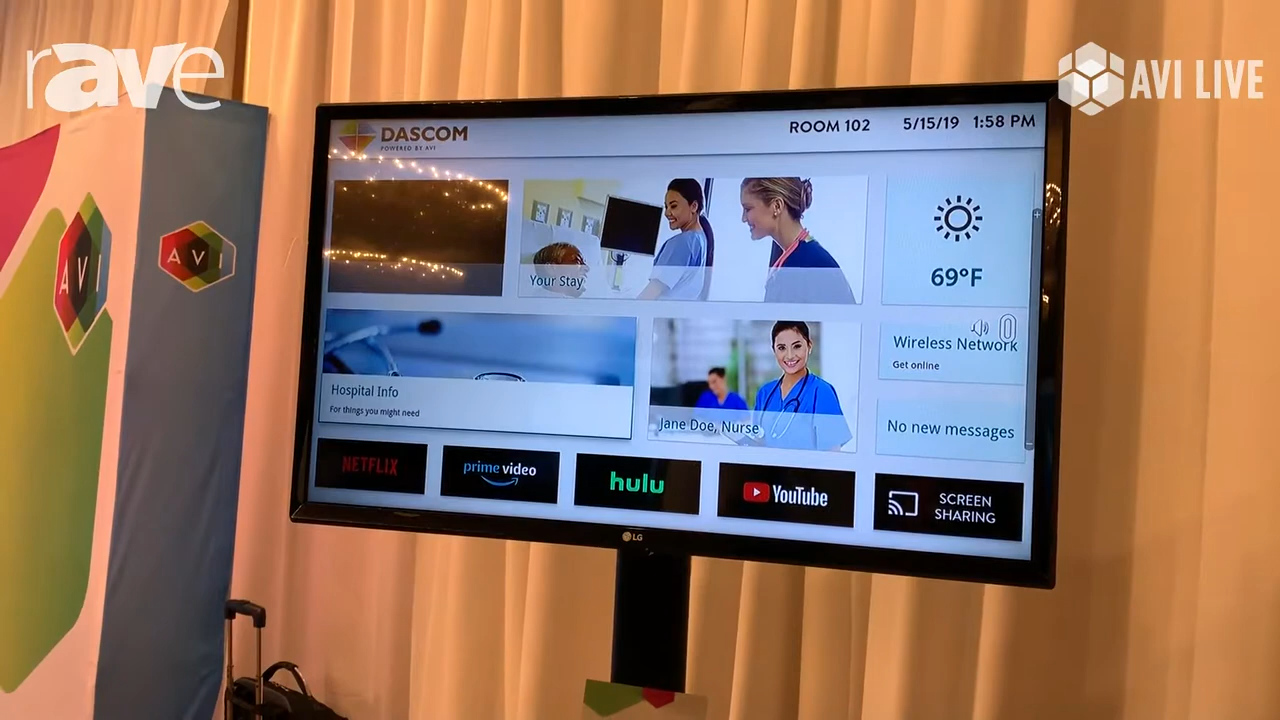 rave
AVI LIVE
DASCOM
POWERED BY AVI
ROOM 102
5/15/19 1:58 PM
AVI
AVI
Your Stay
69°F
Wireless Network
Get online
Hospital Info
For things you might need
Jane Doe, Nurse
No new messages
NETFLIX
prime video
hulu
YouTube
SCREEN
SHARING
LG